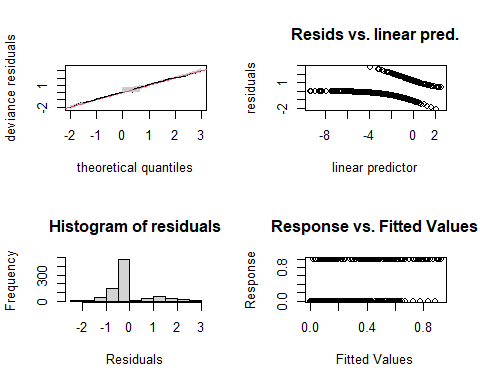 deviance residuals
-2 1
-2 -1 0 1 2 3
theoretical quantiles
Resids vs. linear pred.
residuals
-2 1
-8 -4 0 2
linear predictor
Histogram of residuals
Frequency
0 300
-2 -1 0 1 2 3
Residuals
Response vs. Fitted Values
Response
0.0 0.8
0.0 0.4 0.8
Fitted Values